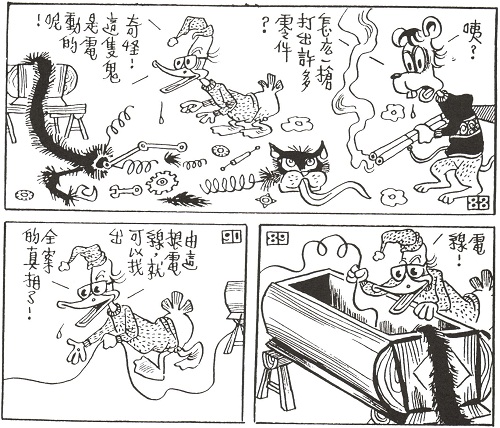 咦？
怎么一槍
打出許多
零件
？
奇怪！
這隻鬼
是電
動的
呢！
88
電
線！
89
由這
根電
線，就
可以找
出
全案
的真相了！
91